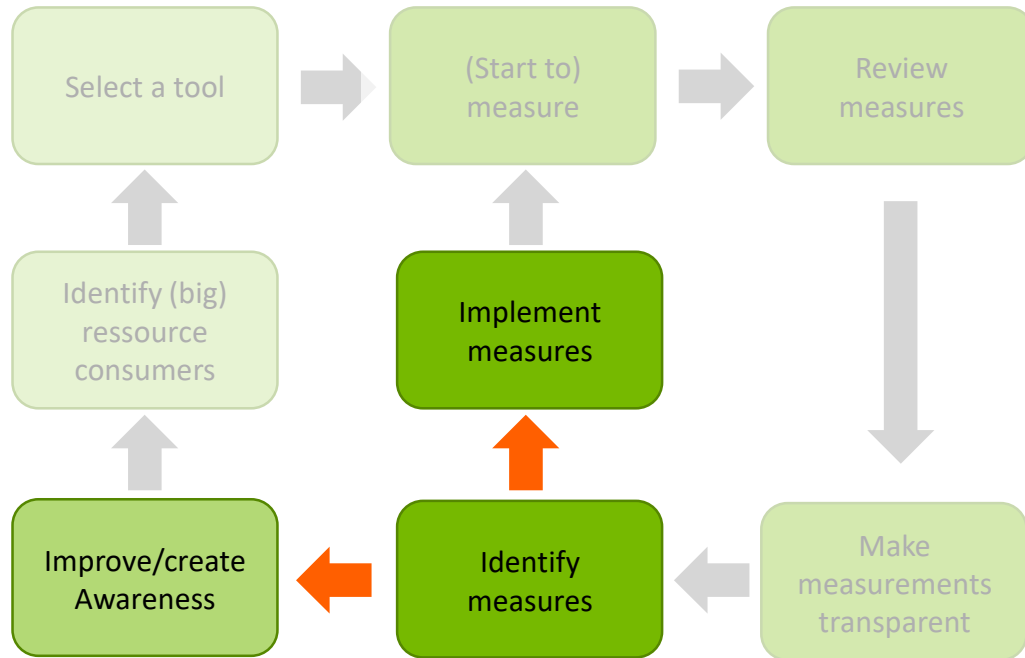 Select a tool
(Start to)
measure
Review
measures
Identify (big)
ressource
consumers
Implement
measures
Improve/create
Awareness
Identify
measures
Make
measurements
transparent